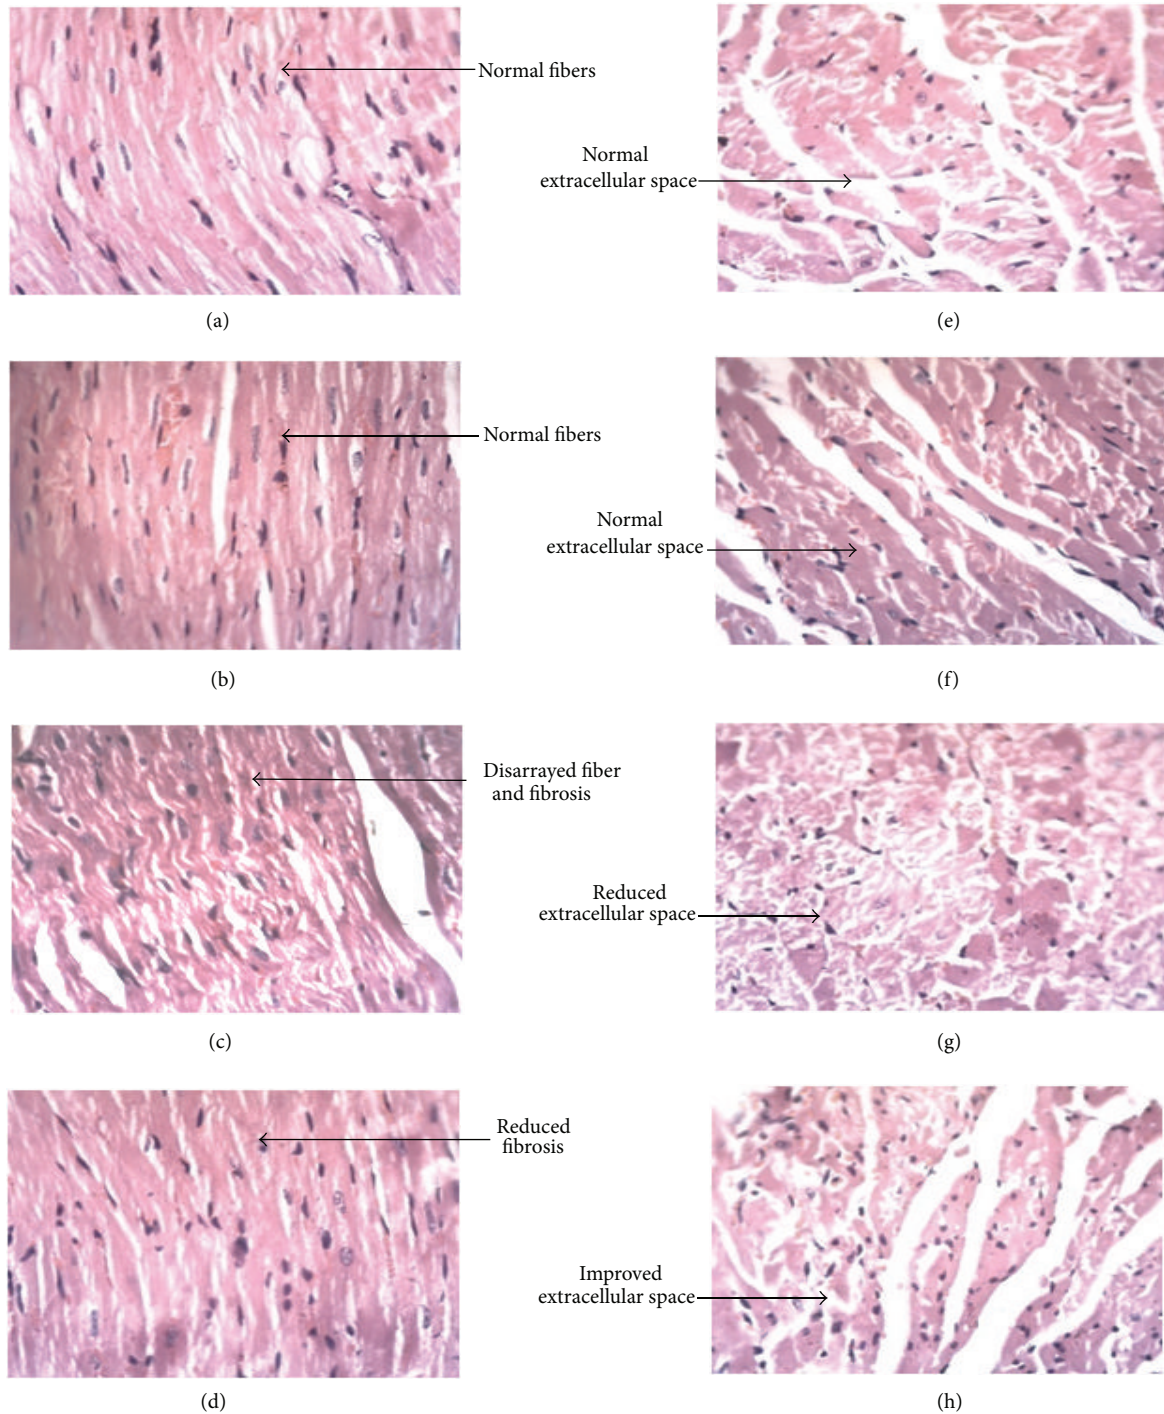 Normal fibers
Normal
extracellular space
(a)
(e)
Normal fibers
Normal
extracellular space
(b)
(f)
Disarrayed fiber
and fibrosis
Reduced
extracellular space
(c)
(g)
Reduced
fibrosis
Improved
extracellular space
(d)
(h)